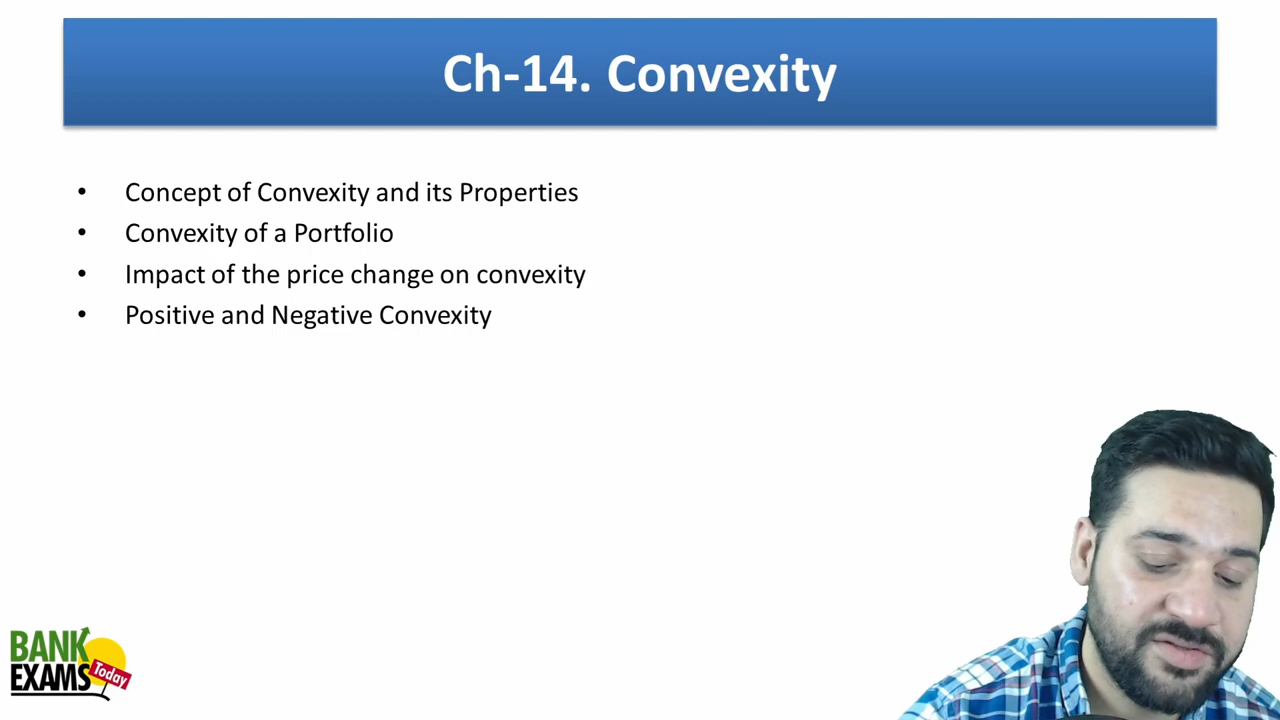 Ch-14. Convexity
• Concept of Convexity and its Properties
• Convexity of a Portfolio
• Impact of the price change on convexity
• Positive and Negative Convexity
BANK
EXAMS Today